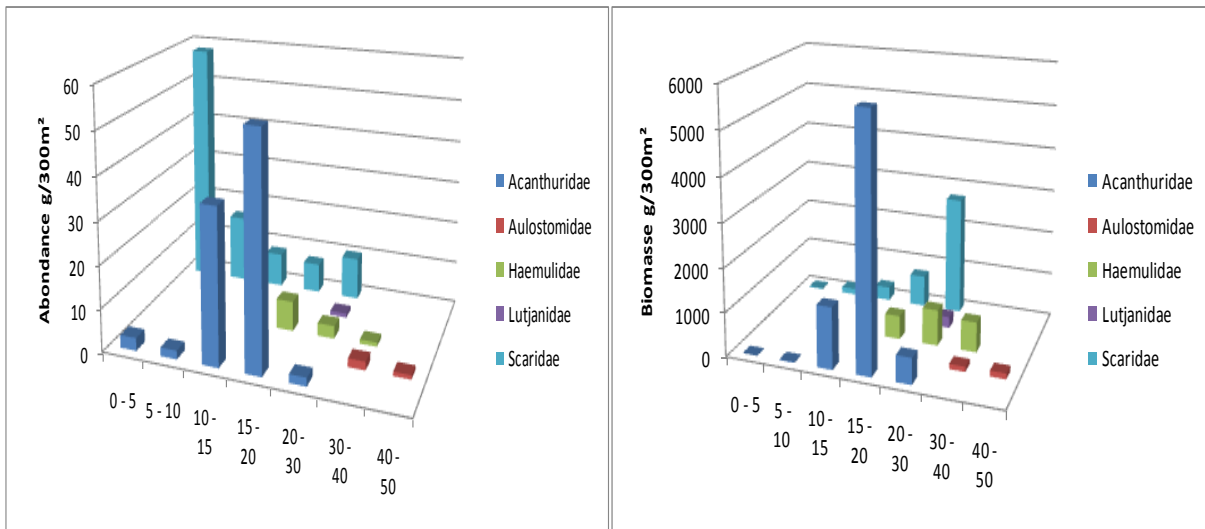 Abondance g/300m²
60
50
40
30
20
10
0
0 - 5
5 - 10
10 -
15
15 -
20
20 -
30
30 -
40
40 -
50
Acanthuridae
Aulostomidae
Haemulidae
Lutjanidae
Scaridae
Biomasse g/300m²
6000
5000
4000
3000
2000
1000
0
0 - 5
5 -
10
10 -
15
15 -
20
20 -
30
30 -
40
40 -
50
Acanthuridae
Aulostomidae
Haemulidae
Lutjanidae
Scaridae